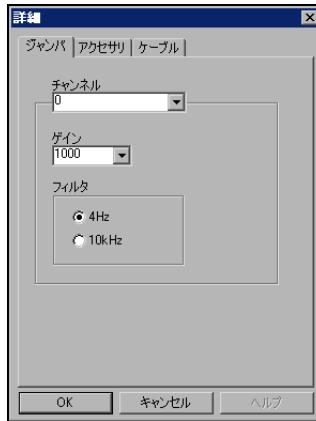 詳細
ジャンパ アクセサリ ケーブル
チャンネル
0
ゲイン
1000
フィルタ
4Hz
10kHz
OK キャンセル ヘルプ